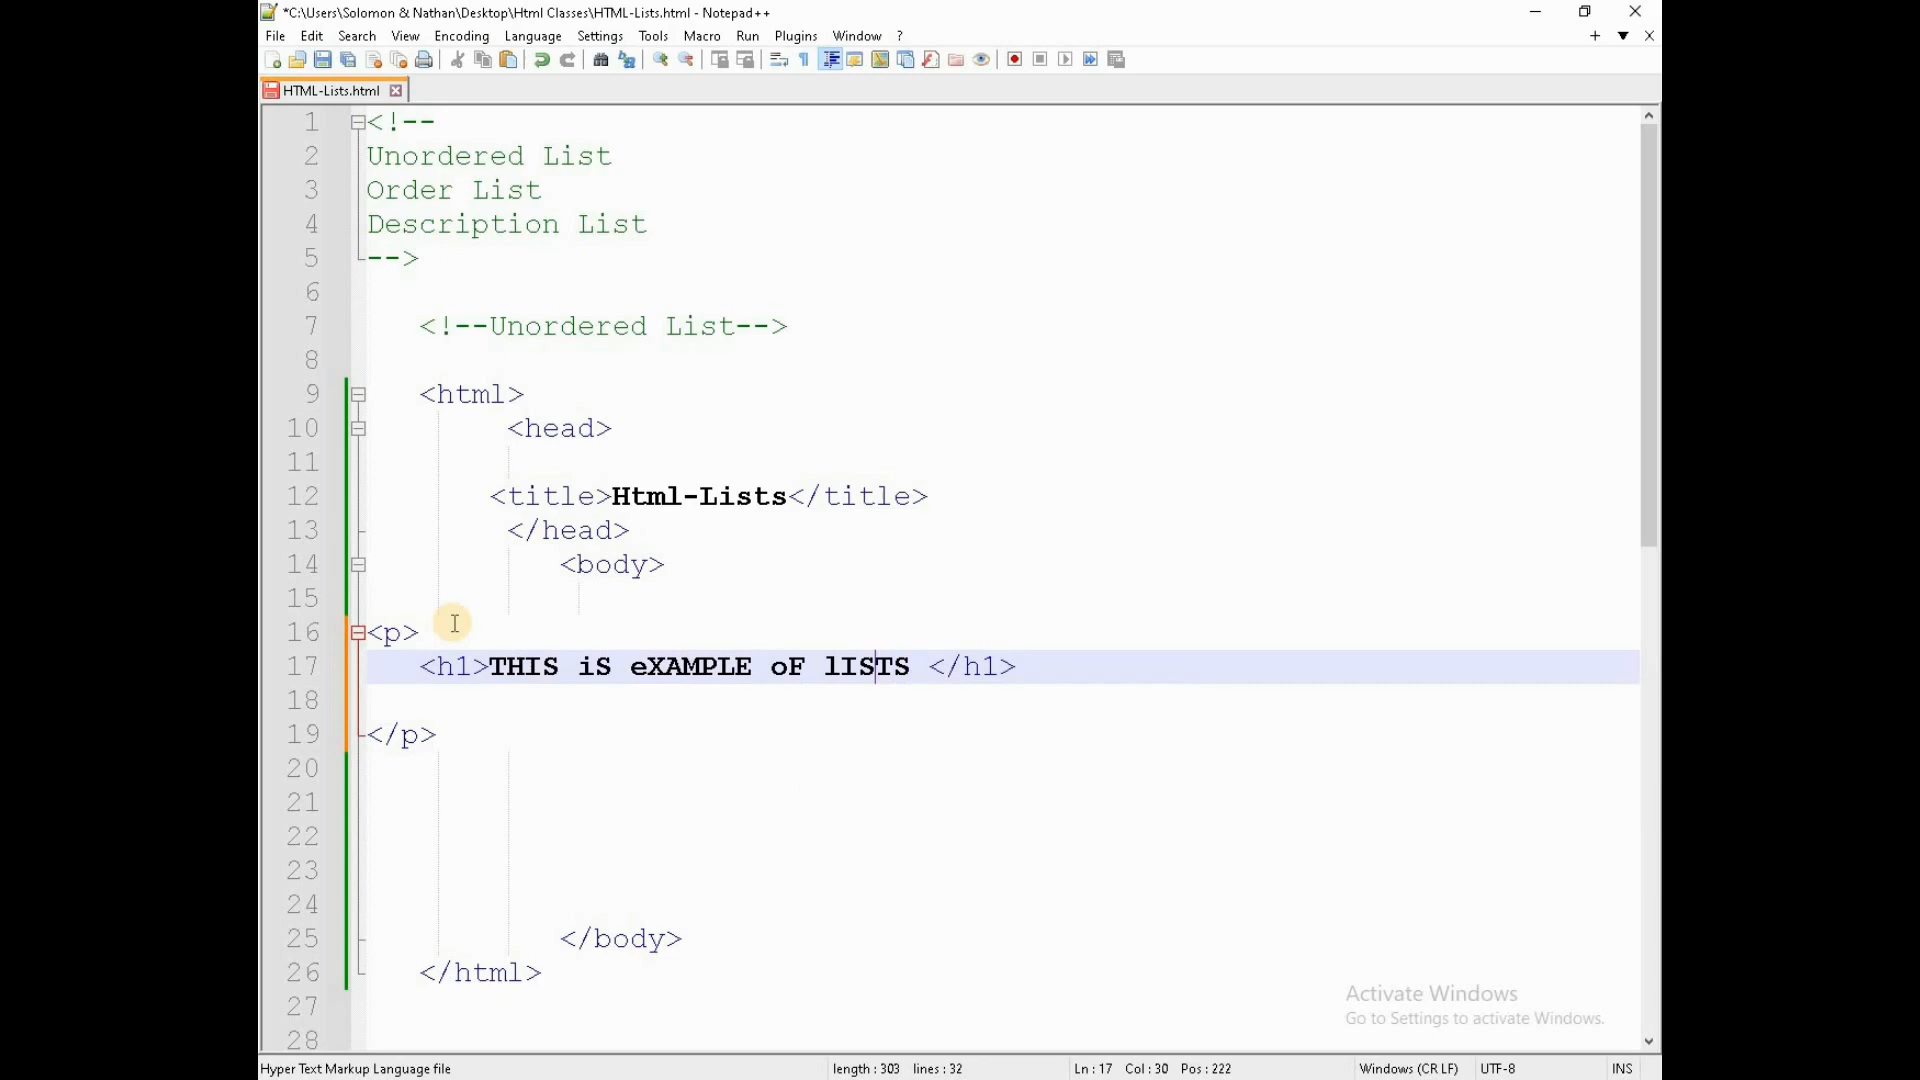 *C:\Users\Solomon & Nathan\Desktop\Html Classes\HTML-Lists.html - Notepad++
File Edit Search View Encoding Language Settings Tools Macro Run Plugins Window ?
HTML-Lists.html
1 <!--
2 Unordered List
3 Order List
4 Description List
5 -->
6
7 <!--Unordered List-->
8
9 <html>
10 <head>
11
12 <title>Html-Lists</title>
13 </head>
14 <body>
15
16 <p>
17 <h1>THIS iS eXAMPLE oF lISTS </h1>
18
19 </p>
20
21
22
23
24
25 </body>
26 </html>
27
28
Activate Windows
Go to Settings to activate Windows.
Hyper Text Markup Language file length : 303 lines : 32 Ln : 17 Col : 30 Pos : 222 Windows (CR LF) UTF-8 INS